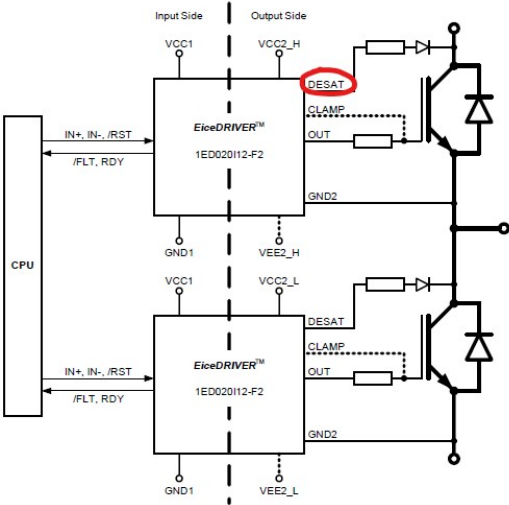 Input Side
Output Side
VCC1
VCC2_H
DESAT
CLAMP
EiceDRIVER™
OUT
1ED020I12-F2
IN+, IN-, /RST
/FLT, RDY
GND2
GND1
VEE2_H
CPU
VCC1
VCC2_L
DESAT
CLAMP
EiceDRIVER™
OUT
1ED020I12-F2
IN+, IN-, /RST
/FLT, RDY
GND2
GND1
VEE2_L